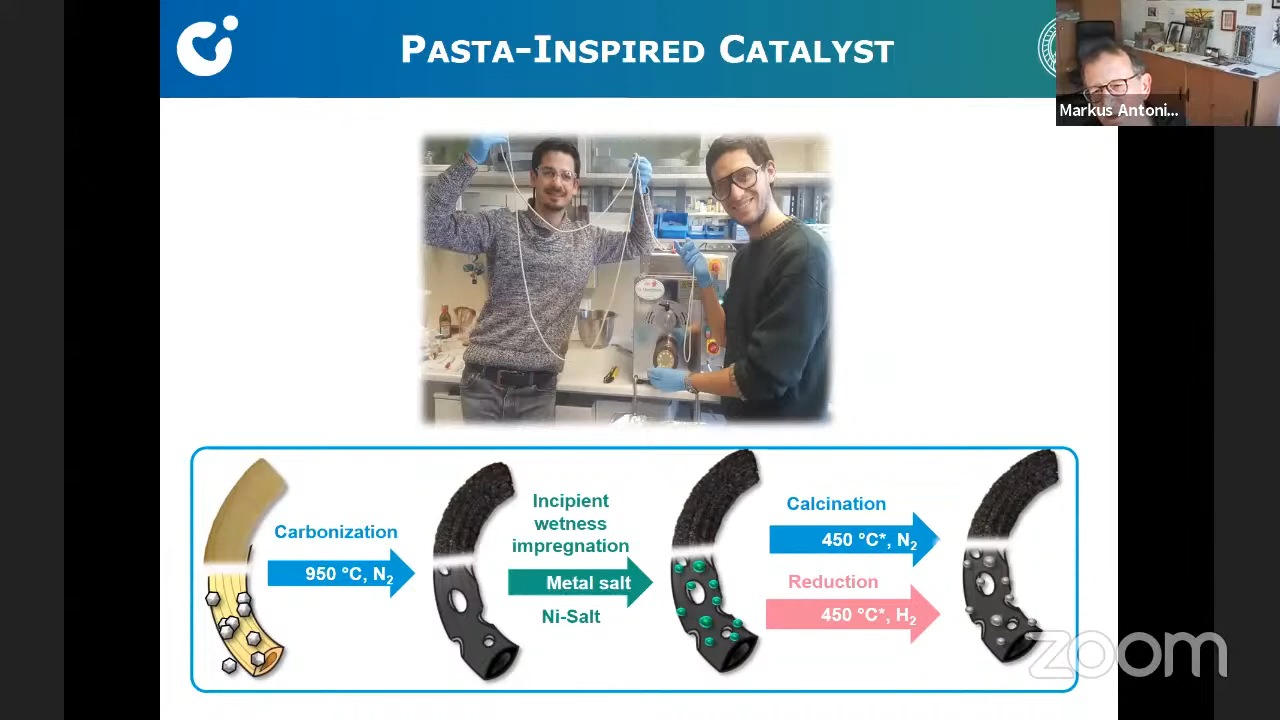 PASTA-INSPIRED CATALYST
Markus Antoni...
Carbonization
950 °C, N2
Incipient
wetness
impregnation
Metal salt
Ni-Salt
Calcination
450 °C*, N2
Reduction
450 °C*, H2
zoom